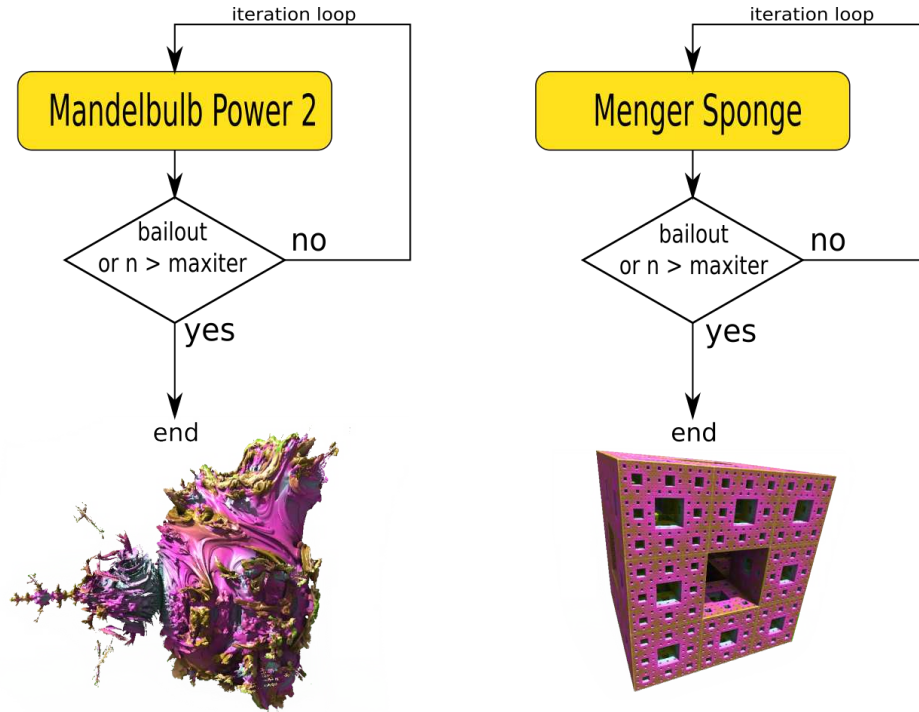 iteration loop
Mandelbulb Power 2
bailout
or n > maxiter
no
yes
end
iteration loop
Menger Sponge
bailout
or n > maxiter
no
yes
end